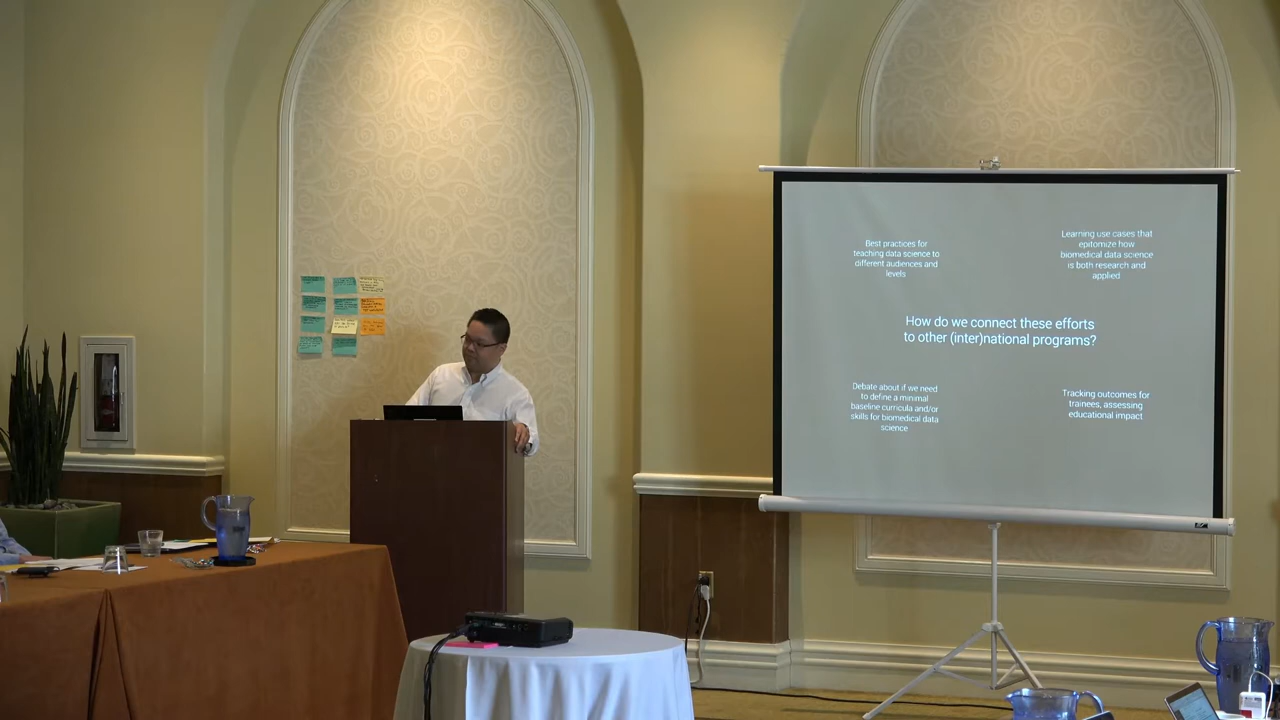 Best practices for
teaching data science to
different audiences and
levels
Learning use cases that
epitomize how
biomedical data science
is both research and
applied
How do we connect these efforts
to other (inter)national programs?
Debate about if we need
to define a minimal
baseline curricula and/or
skills for biomedical data
science
Tracking outcomes for
trainees, assessing
educational impact